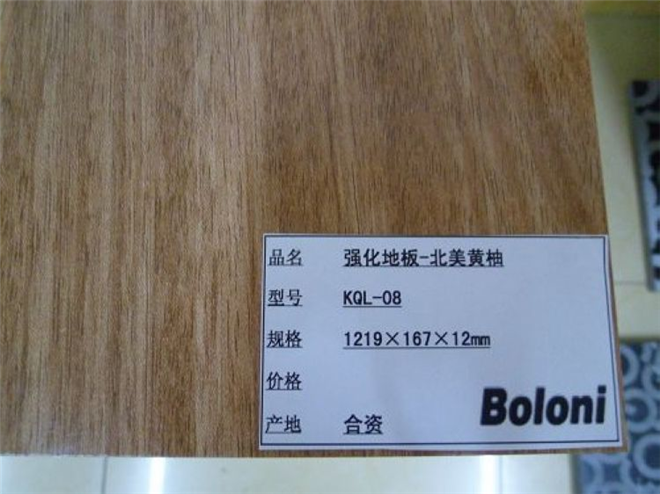 品名 强化地板-北美黄柚
型号 KQL-08
规格 1219×167×12mm
价格
产地 合资
Boloni